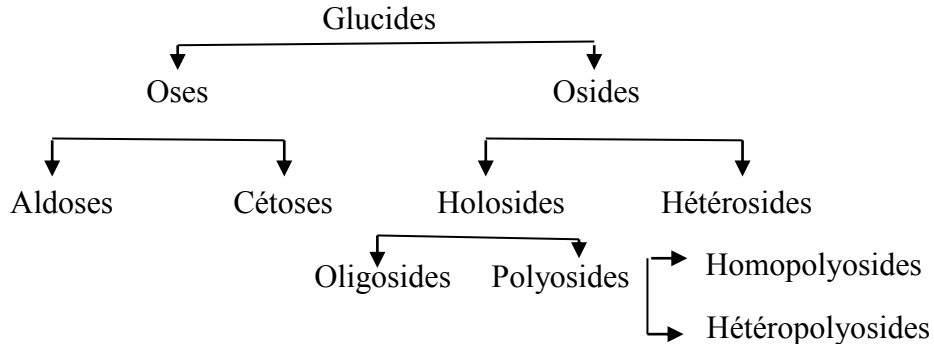 Glucides
Oses Osides
Aldoses Cétoses Holosides Hétérosides
Oligosides Polyosides Homopolyosides
Hétéropolyosides